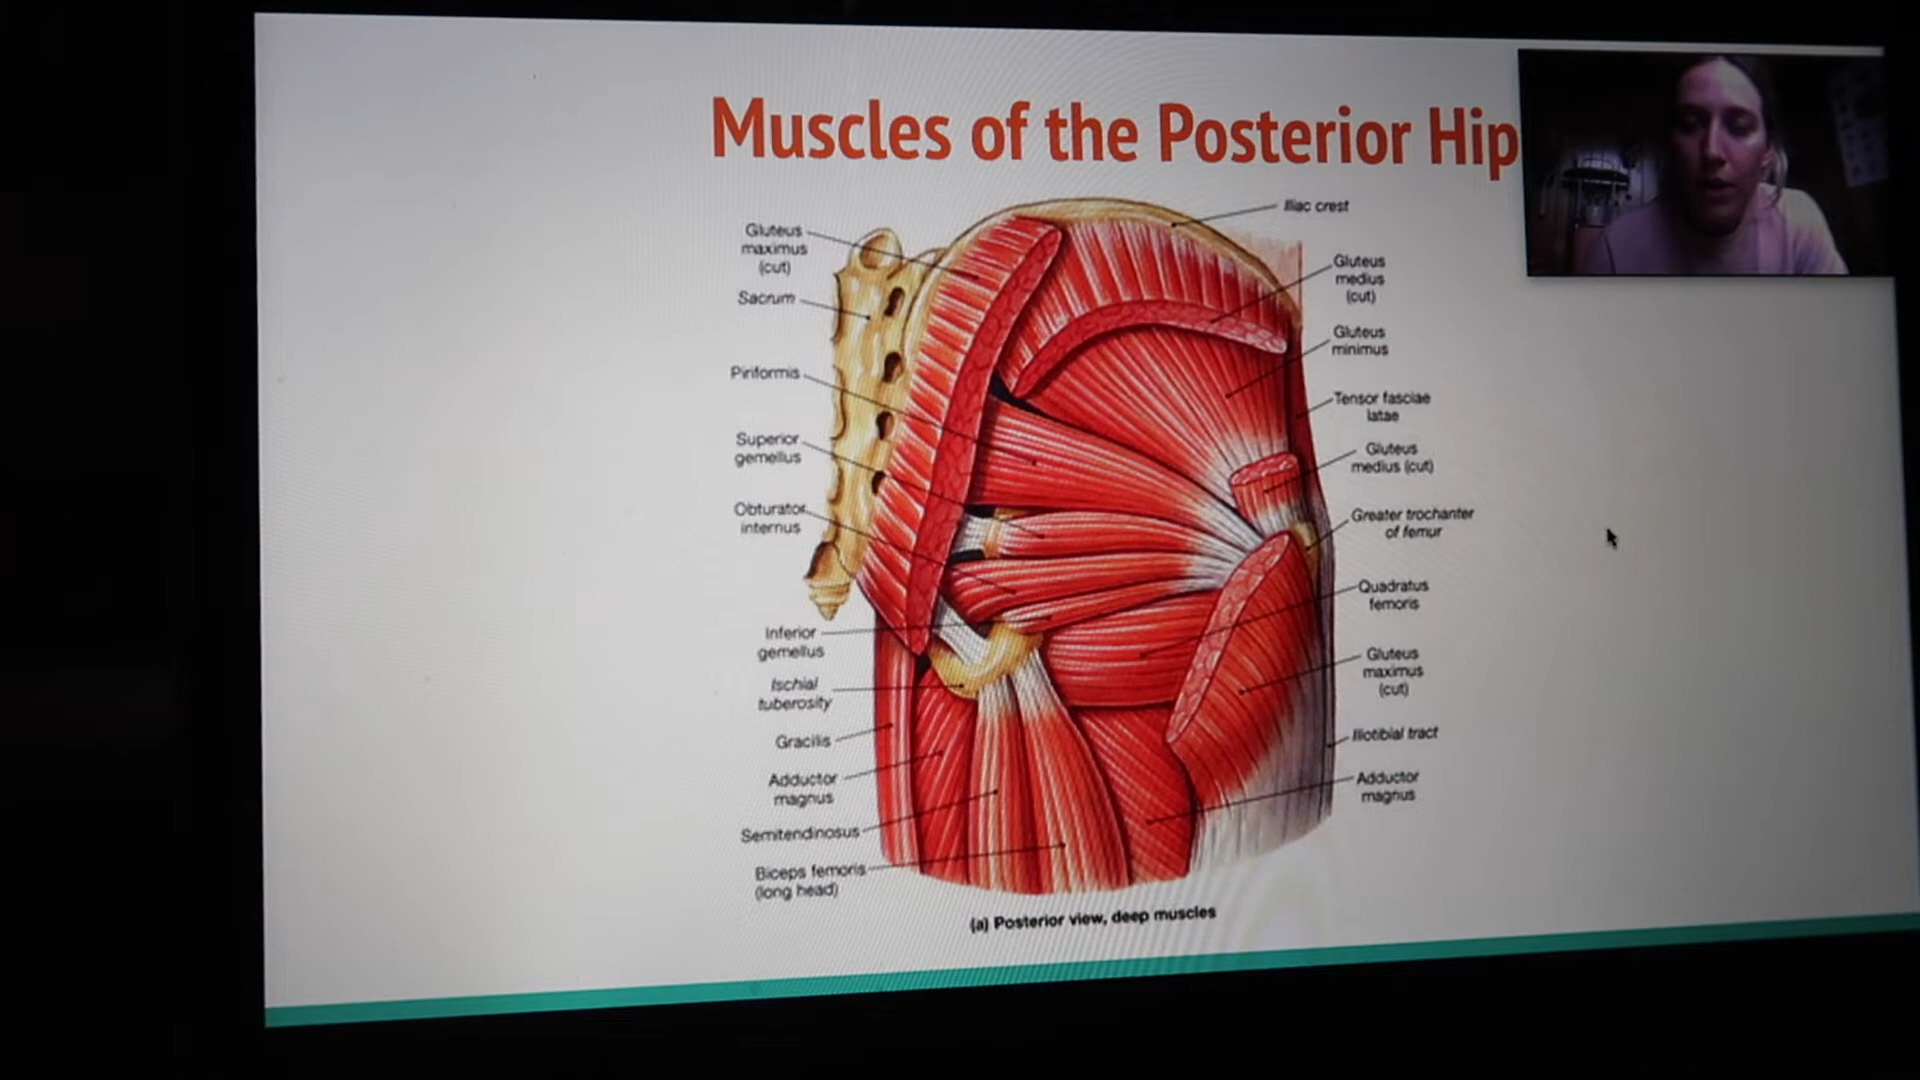 Muscles of the Posterior Hip
Iliac crest
Gluteus
maximus
(cut)
Sacrum
Piriformis
Superior
gemellus
Obturator
internus
Inferior
gemellus
Ischial
tuberosity
Gracilis
Adductor
magnus
Semitendinosus
Biceps femoris
(long head)
Gluteus
medius
(cut)
Gluteus
minimus
Tensor fasciae
latae
Gluteus
medius (cut)
Greater trochanter
of femur
Quadratus
femoris
Gluteus
maximus
(cut)
Iliotibial tract
Adductor
magnus
(a) Posterior view, deep muscles